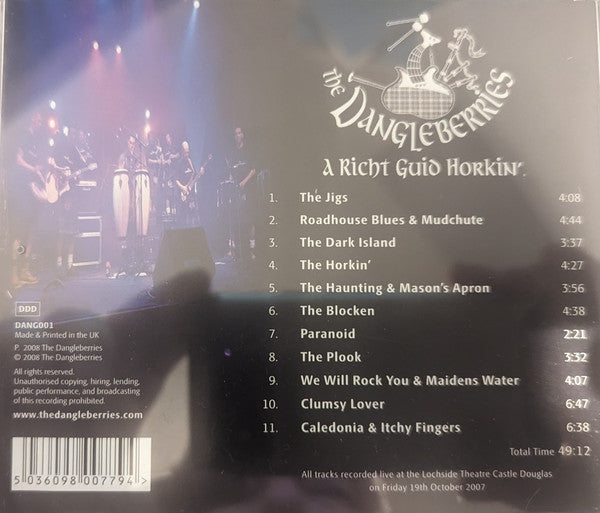 The Dangleberries
A Richt Guid Horkin'.
1. The Jigs 4:08
2. Roadhouse Blues & Mudchute 4:44
3. The Dark Island 3:37
4. The Horkin' 4:27
5. The Haunting & Mason's Apron 3:56
6. The Blocken 4:38
7. Paranoid 2:21
8. The Plook 3:32
9. We Will Rock You & Maidens Water 4:07
10. Clumsy Lover 6:47
11. Caledonia & Itchy Fingers 6:38
Total Time 49:12
All tracks recorded live at the Lochside Theatre Castle Douglas
on Friday 19th October 2007
DDD
DANG001
Made & Printed in the UK
P. 2008 The Dangleberries
© 2008 The Dangleberries
All rights reserved.
Unauthorised copying, hiring, lending,
public performance, and broadcasting
of this recording prohibited.
www.thedangleberries.com
5 036098 007794 >